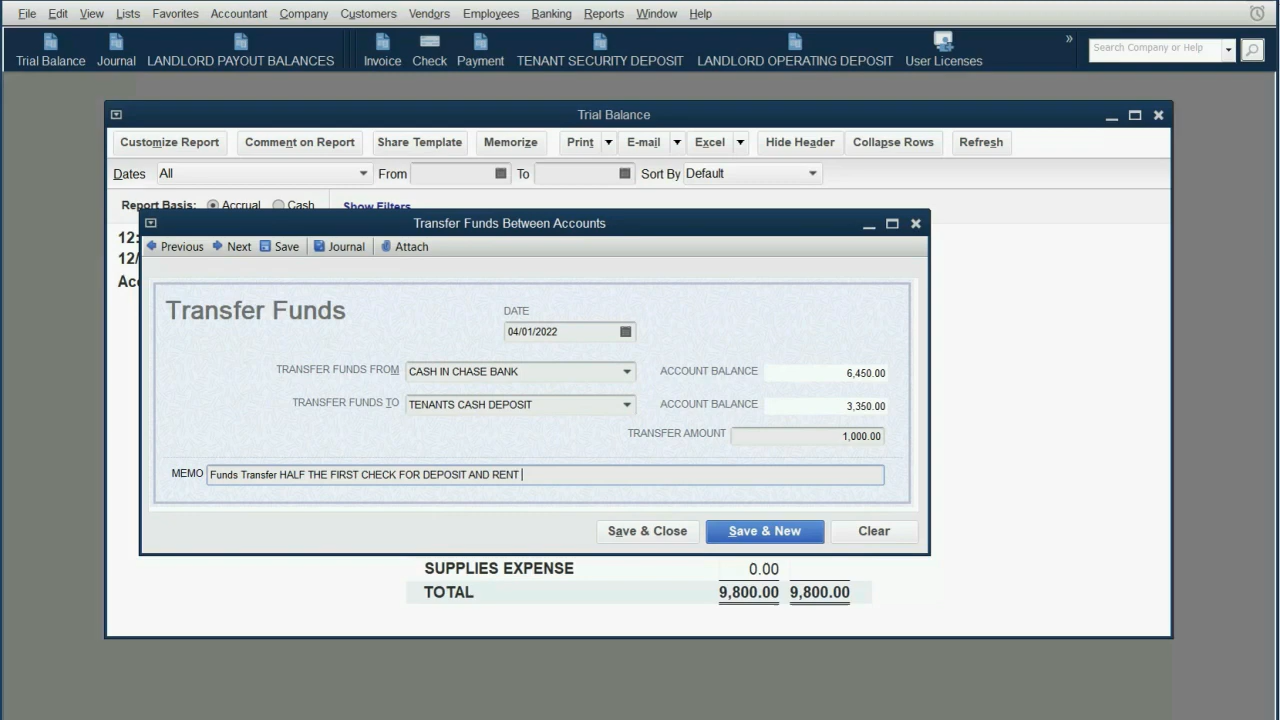 File Edit View Lists Favorites Accountant Company Customers Vendors Employees Banking Reports Window Help
Trial Balance Journal LANDLORD PAYOUT BALANCES Invoice Check Payment TENANT SECURITY DEPOSIT LANDLORD OPERATING DEPOSIT User Licenses » Search Company or Help
Trial Balance
Customize Report Comment on Report Share Template Memorize Print E-mail Excel Hide Header Collapse Rows Refresh
Dates All From To Sort By Default
Report Basis: Accrual Cash Show Filters
Transfer Funds Between Accounts
12:
Previous Next Save Journal Attach
12/
Acc
Transfer Funds
DATE
04/01/2022
TRANSFER FUNDS FROM CASH IN CHASE BANK ACCOUNT BALANCE 6,450.00
TRANSFER FUNDS TO TENANTS CASH DEPOSIT ACCOUNT BALANCE 3,350.00
TRANSFER AMOUNT 1,000.00
MEMO Funds Transfer HALF THE FIRST CHECK FOR DEPOSIT AND RENT
Save & Close Save & New Clear
SUPPLIES EXPENSE 0.00
TOTAL 9,800.00 9,800.00